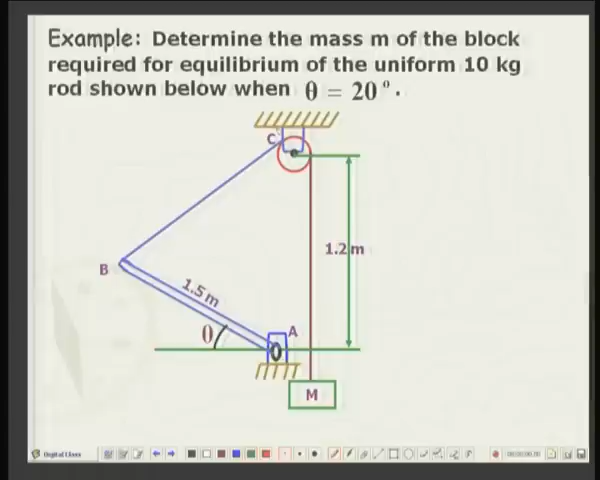 Example: Determine the mass m of the block
required for equilibrium of the uniform 10 kg
rod shown below when θ = 20°.
C
1.2 m
B
1.5 m
θ
A
M